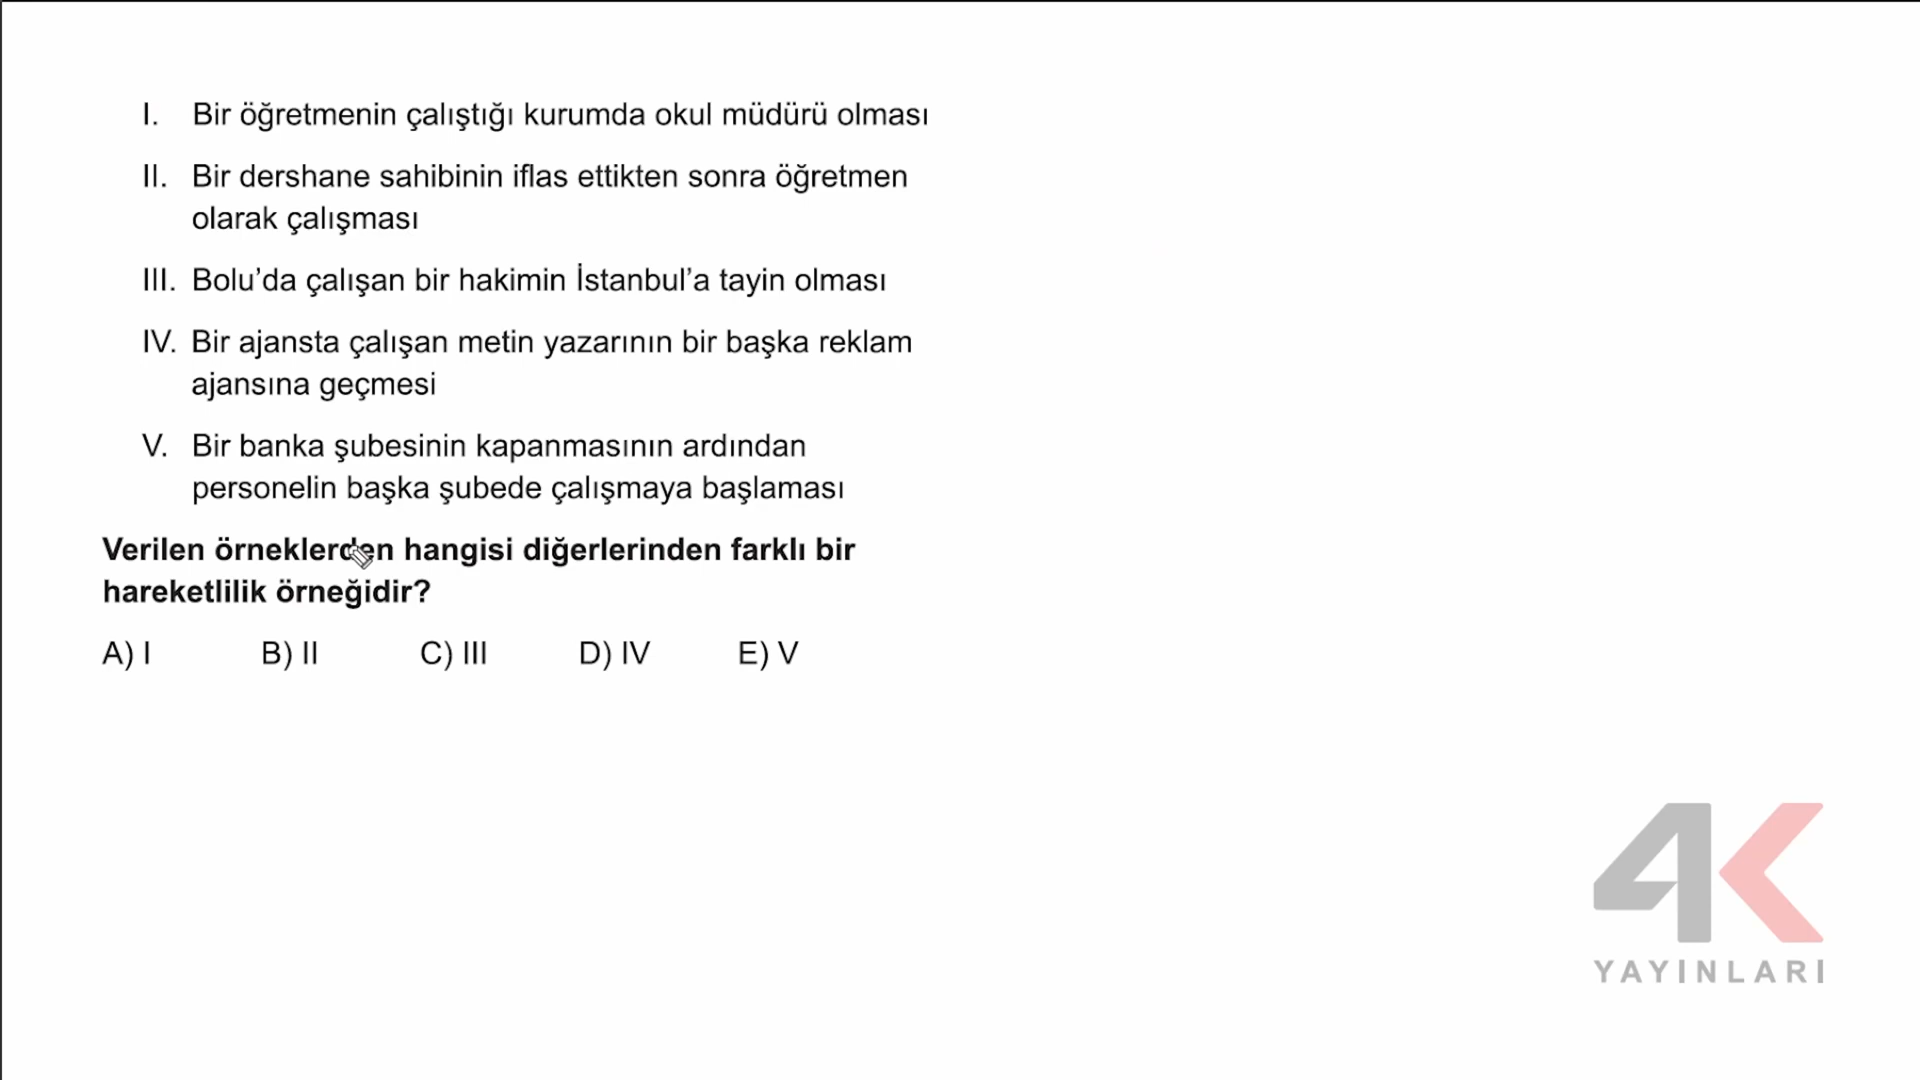 I. Bir öğretmenin çalıştığı kurumda okul müdürü olması
II. Bir dershane sahibinin iflas ettikten sonra öğretmen
olarak çalışması
III. Bolu’da çalışan bir hakimin İstanbul’a tayin olması
IV. Bir ajansta çalışan metin yazarının bir başka reklam
ajansına geçmesi
V. Bir banka şubesinin kapanmasının ardından
personelin başka şubede çalışmaya başlaması
Verilen örneklerden hangisi diğerlerinden farklı bir
hareketlilik örneğidir?
A) I B) II C) III D) IV E) V
4K
YAYINLARI